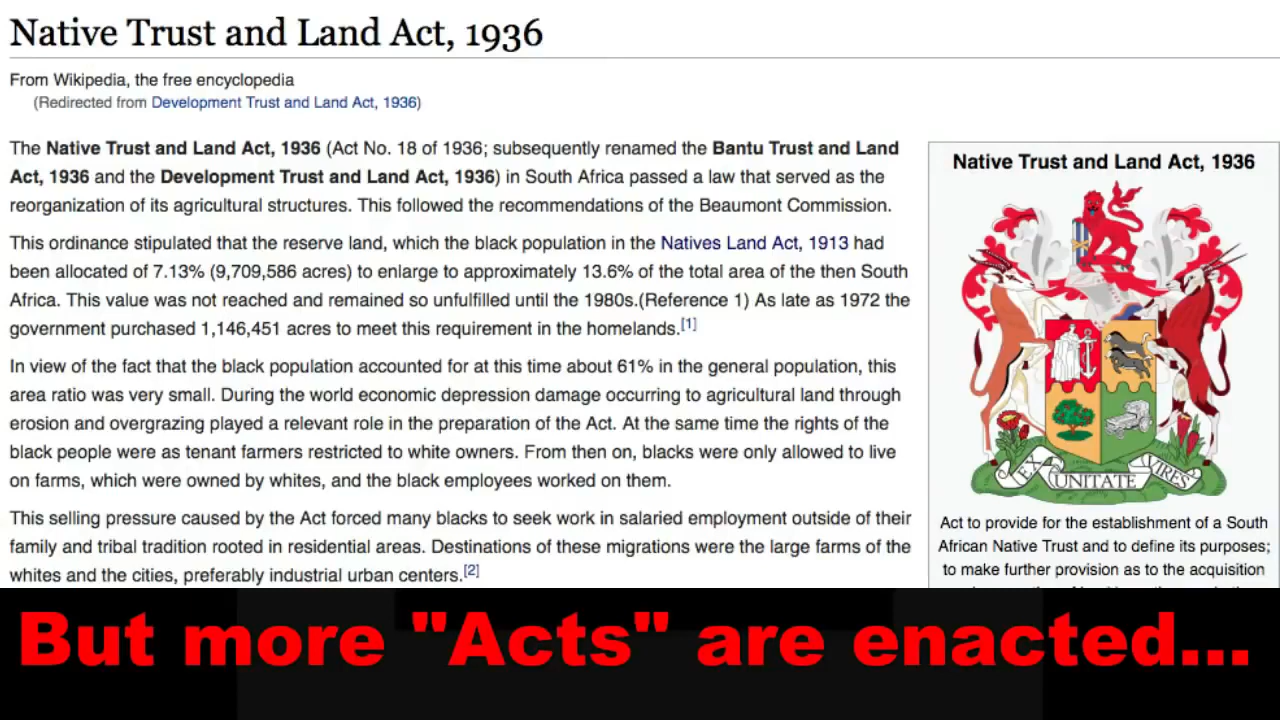 Native Trust and Land Act, 1936
From Wikipedia, the free encyclopedia
(Redirected from Development Trust and Land Act, 1936)
The Native Trust and Land Act, 1936 (Act No. 18 of 1936; subsequently renamed the Bantu Trust and Land
Act, 1936 and the Development Trust and Land Act, 1936) in South Africa passed a law that served as the
reorganization of its agricultural structures. This followed the recommendations of the Beaumont Commission.
This ordinance stipulated that the reserve land, which the black population in the Natives Land Act, 1913 had
been allocated of 7.13% (9,709,586 acres) to enlarge to approximately 13.6% of the total area of the then South
Africa. This value was not reached and remained so unfulfilled until the 1980s.(Reference 1) As late as 1972 the
government purchased 1,146,451 acres to meet this requirement in the homelands.[1]
In view of the fact that the black population accounted for at this time about 61% in the general population, this
area ratio was very small. During the world economic depression damage occurring to agricultural land through
erosion and overgrazing played a relevant role in the preparation of the Act. At the same time the rights of the
black people were as tenant farmers restricted to white owners. From then on, blacks were only allowed to live
on farms, which were owned by whites, and the black employees worked on them.
This selling pressure caused by the Act forced many blacks to seek work in salaried employment outside of their
family and tribal tradition rooted in residential areas. Destinations of these migrations were the large farms of the
whites and the cities, preferably industrial urban centers.[2]
Native Trust and Land Act, 1936
EX UNITATE VIRES
Act to provide for the establishment of a South
African Native Trust and to define its purposes;
to make further provision as to the acquisition
But more "Acts" are enacted...